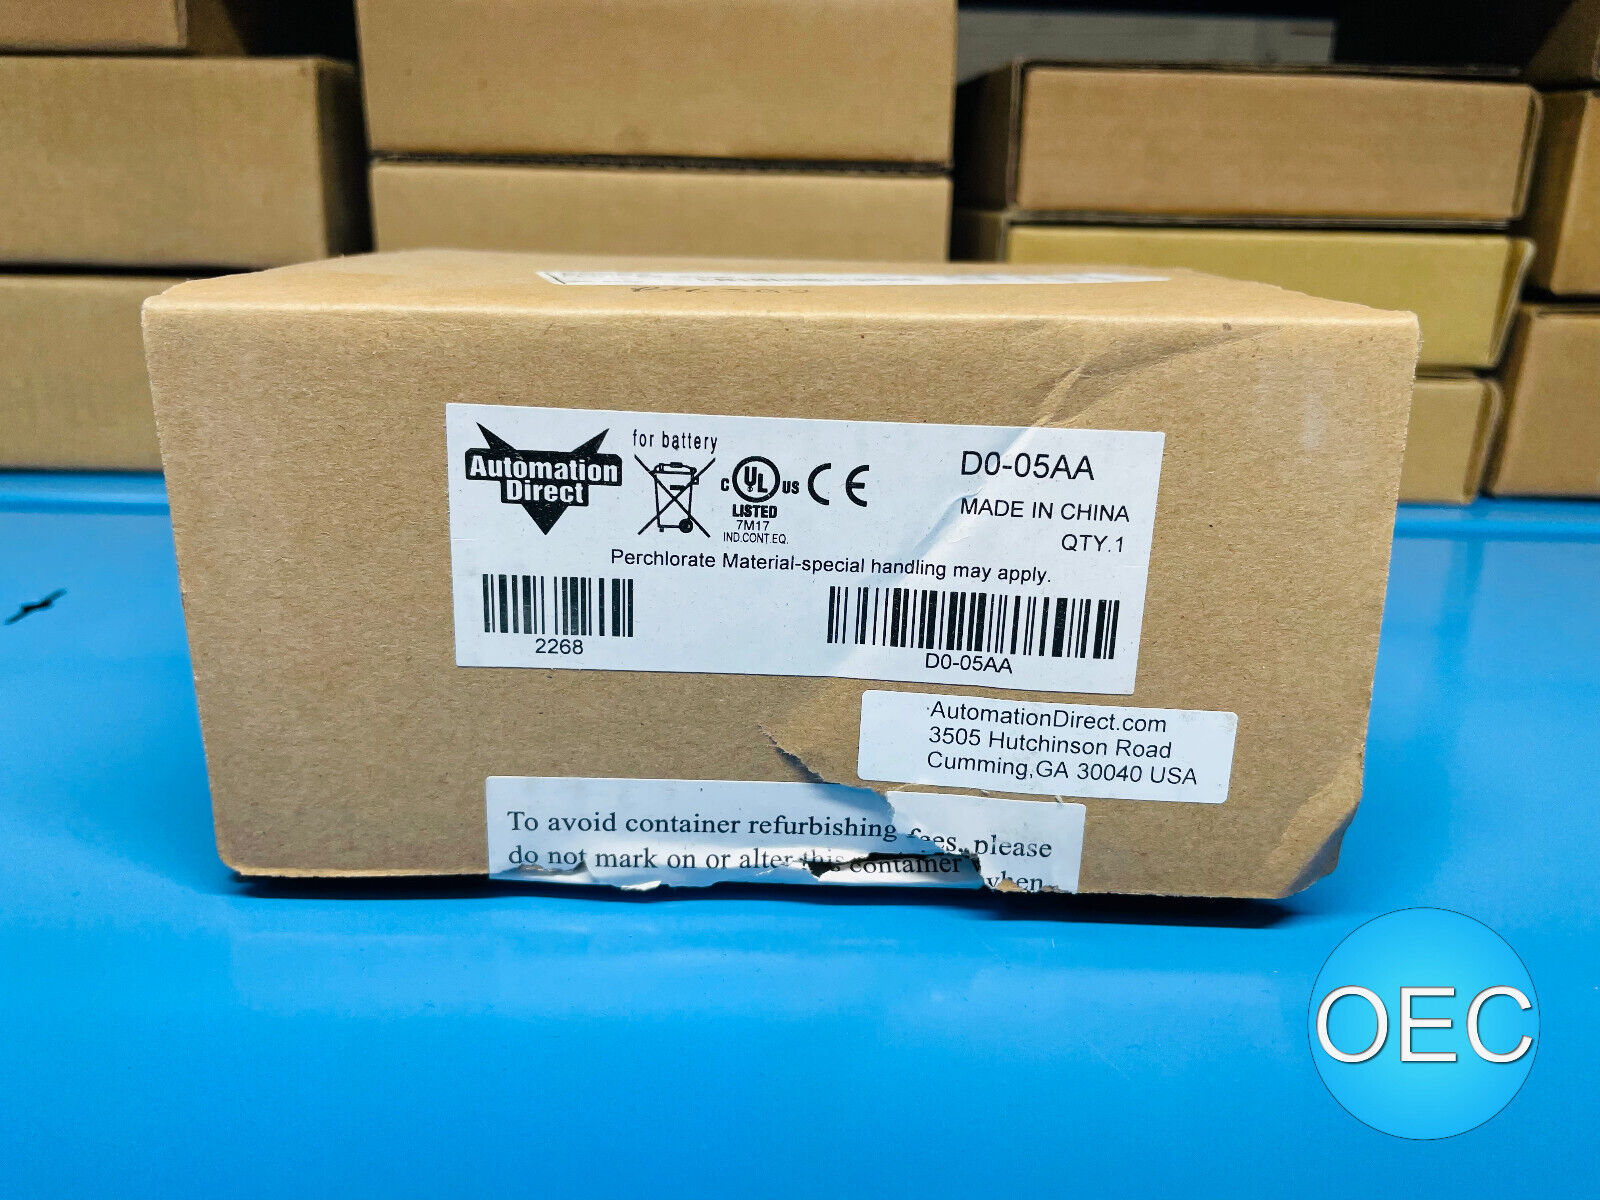 Automation
Direct
for battery
C UL US
LISTED
7M17
IND.CONT.EQ.
CE
D0-05AA
MADE IN CHINA
QTY.1
Perchlorate Material-special handling may apply.
2268
D0-05AA
AutomationDirect.com
3505 Hutchinson Road
Cumming,GA 30040 USA
To avoid container refurbishing fees, please
do not mark on or alter this container when
OEC